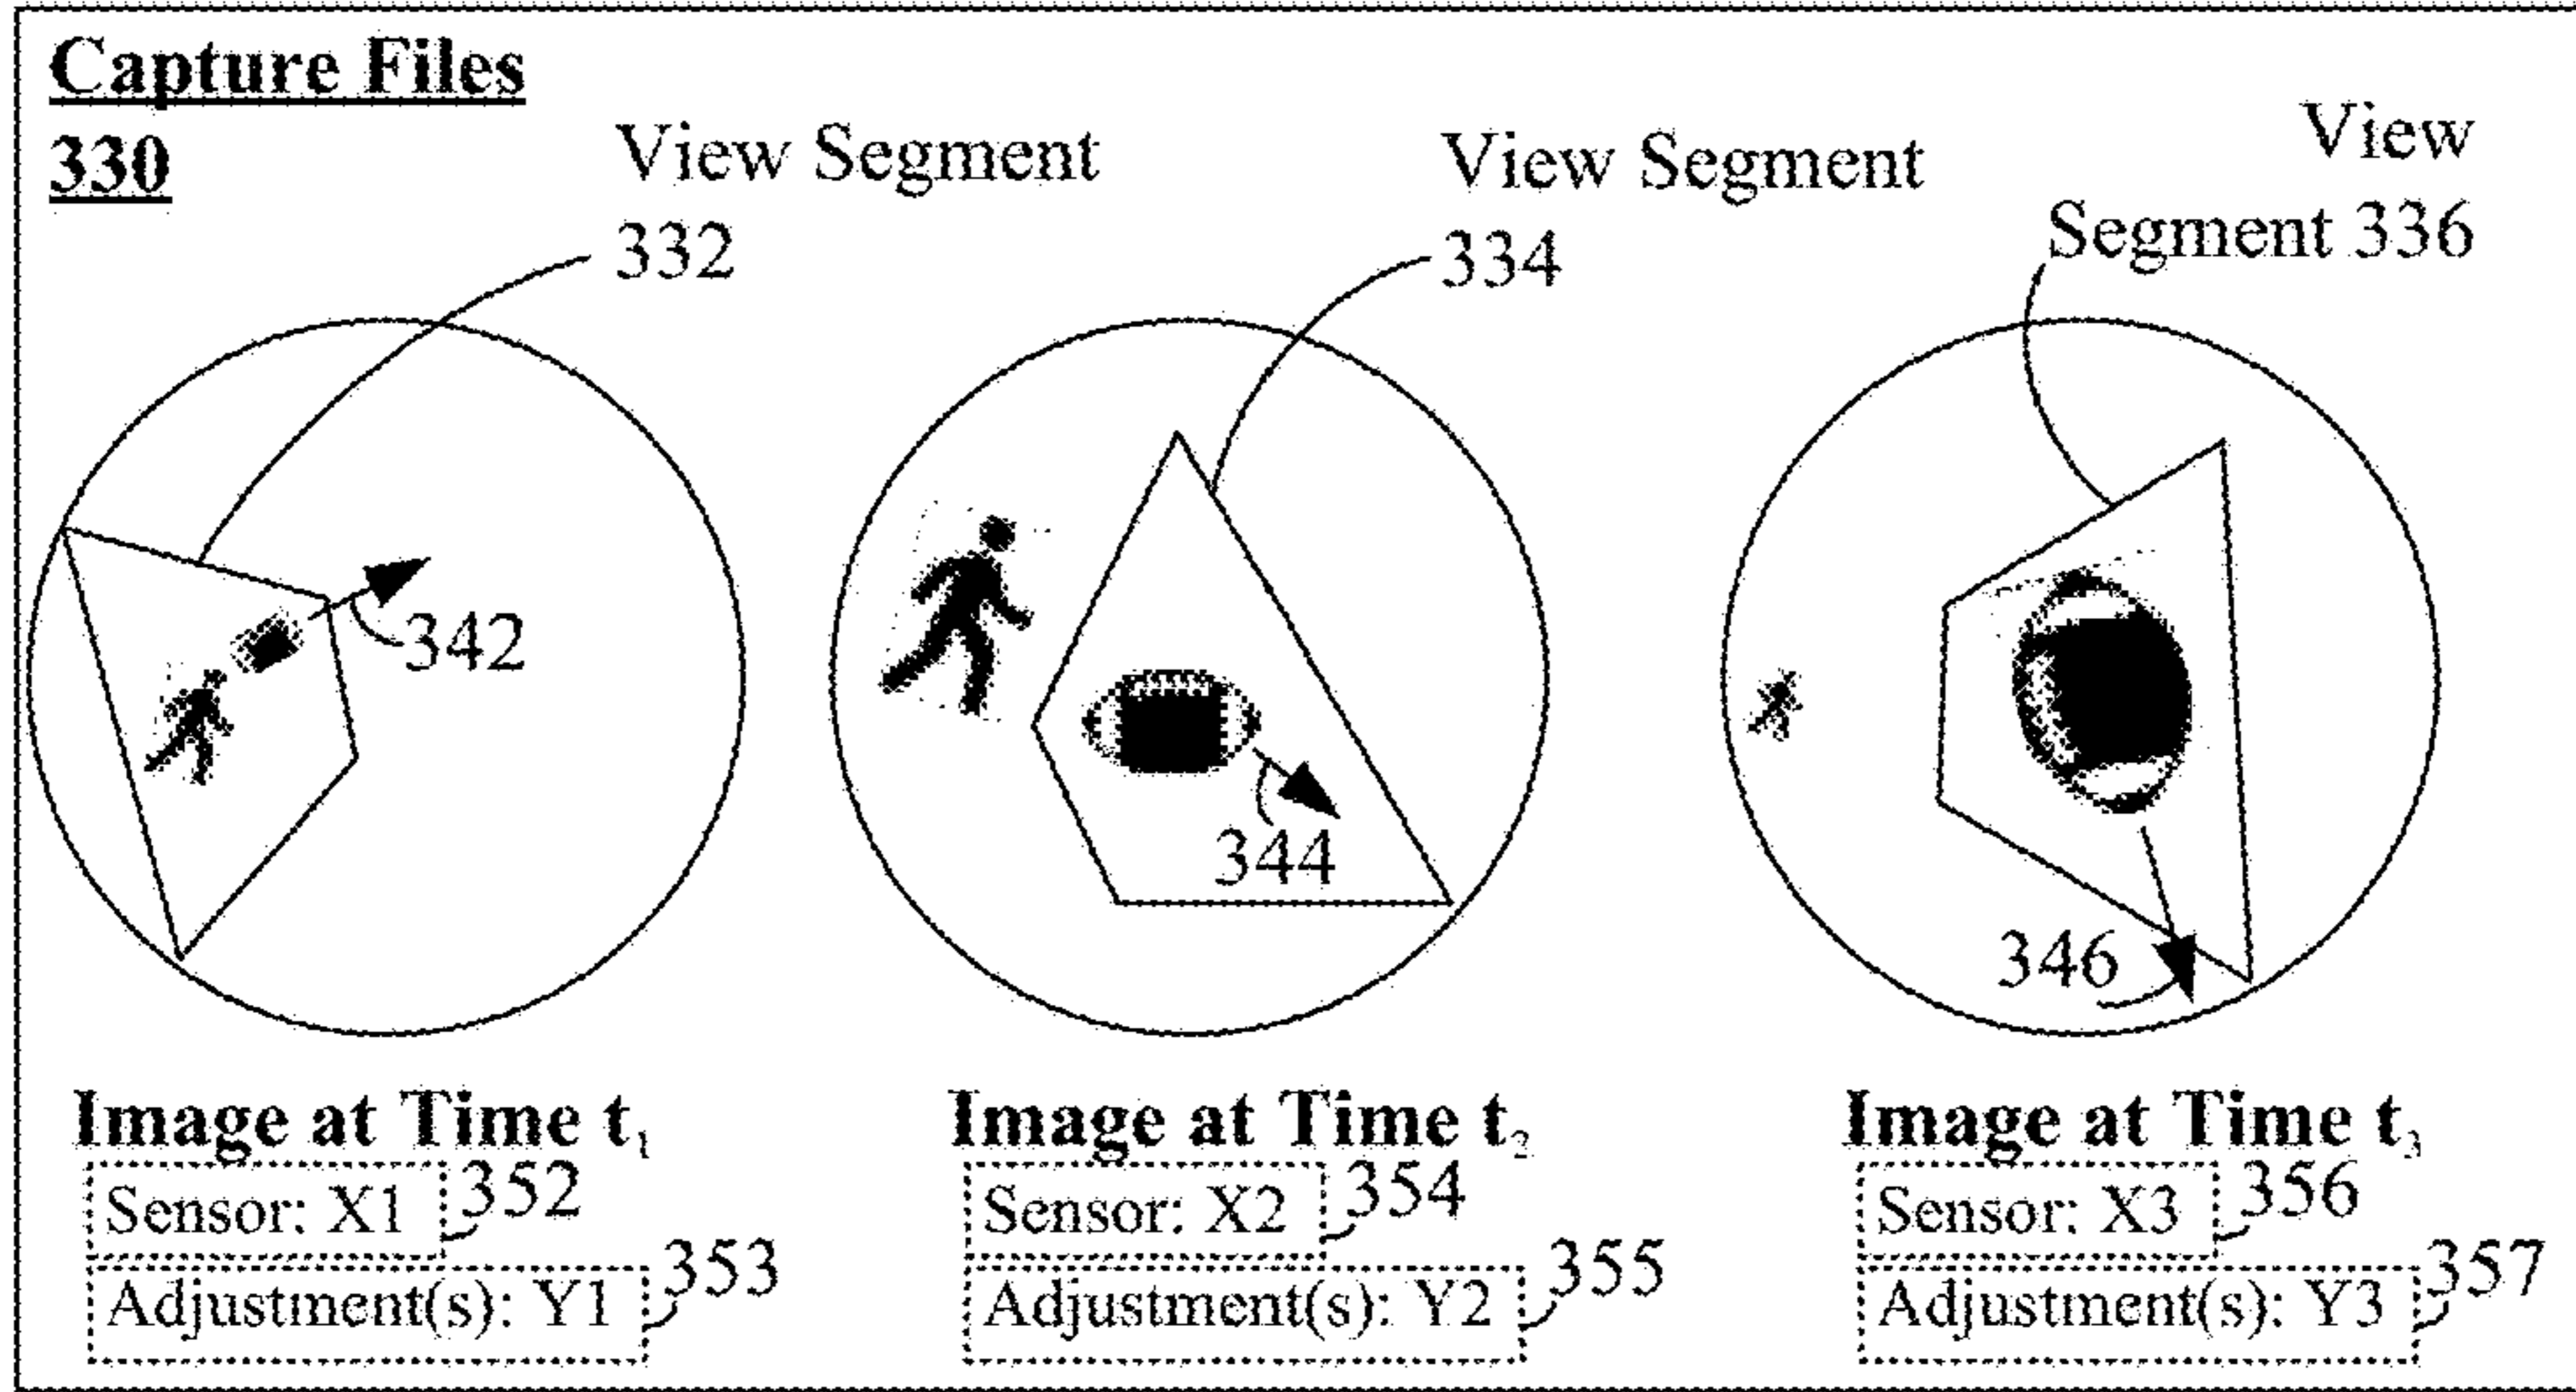 Capture Files
330
View Segment
332
View Segment
334
View
Segment 336
342
344
346
Image at Time t₁
Sensor: X1
352
Adjustment(s): Y1
353
Image at Time t₂
Sensor: X2
354
Adjustment(s): Y2
355
Image at Time t₃
Sensor: X3
356
Adjustment(s): Y3
357